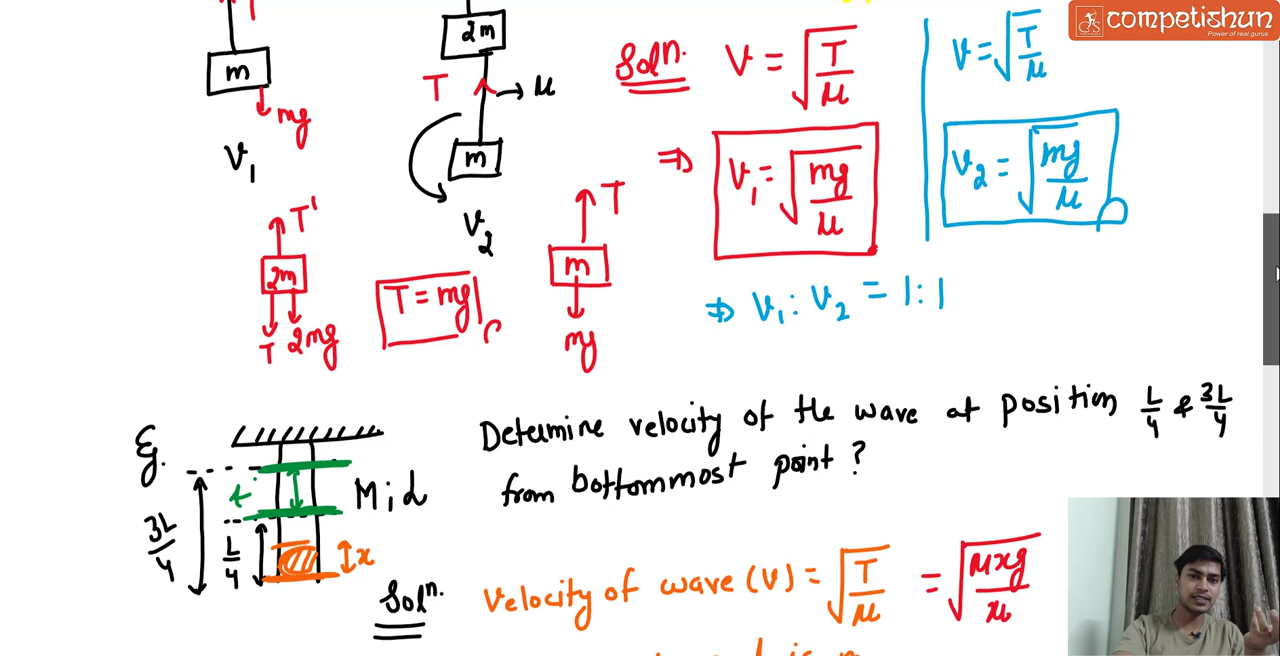 competishun
Power of real gurus
m
mg
V₁
2m
T
μ
m
V₂
Solⁿ. V = √(T/μ)
⇒ V₁ = √(mg/μ)
V = √(T/μ)
V₂ = √(mg/μ)
T'
2m
T 2mg
T = mg
T
m
mg
⇒ V₁ : V₂ = 1 : 1
Eg.
Determine velocity of the wave at position L/4 & 3L/4
from bottommost point ?
M, L
3L/4
L/4
x
Solⁿ.
Velocity of wave (V) = √(T/μ) = √(μxg/μ)